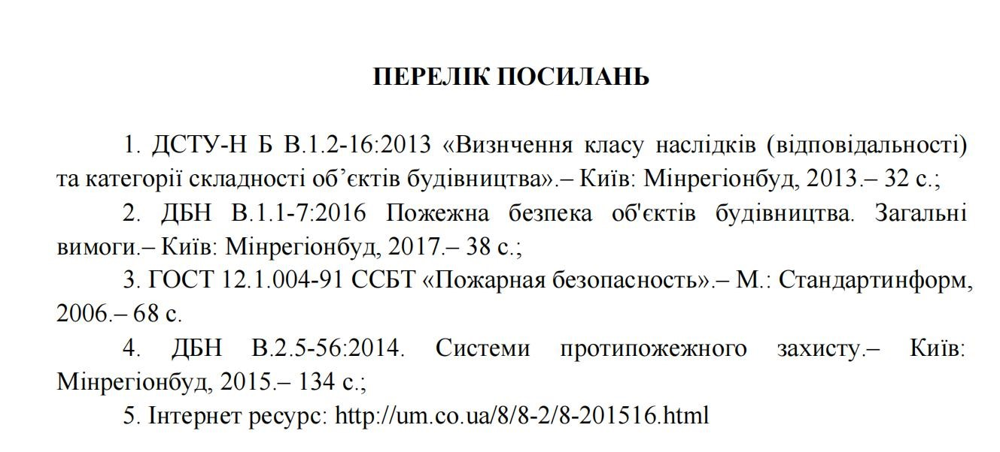 ПЕРЕЛІК ПОСИЛАНЬ
1. ДСТУ-Н Б В.1.2-16:2013 «Визнчення класу наслідків (відповідальності)
та категорії складності об’єктів будівництва».– Київ: Мінрегіонбуд, 2013.– 32 с.;
2. ДБН В.1.1-7:2016 Пожежна безпека об'єктів будівництва. Загальні
вимоги.– Київ: Мінрегіонбуд, 2017.– 38 с.;
3. ГОСТ 12.1.004-91 ССБТ «Пожарная безопасность».– М.: Стандартинформ,
2006.– 68 с.
4. ДБН В.2.5-56:2014. Системи протипожежного захисту.– Київ:
Мінрегіонбуд, 2015.– 134 с.;
5. Інтернет ресурс: http://um.co.ua/8/8-2/8-201516.html